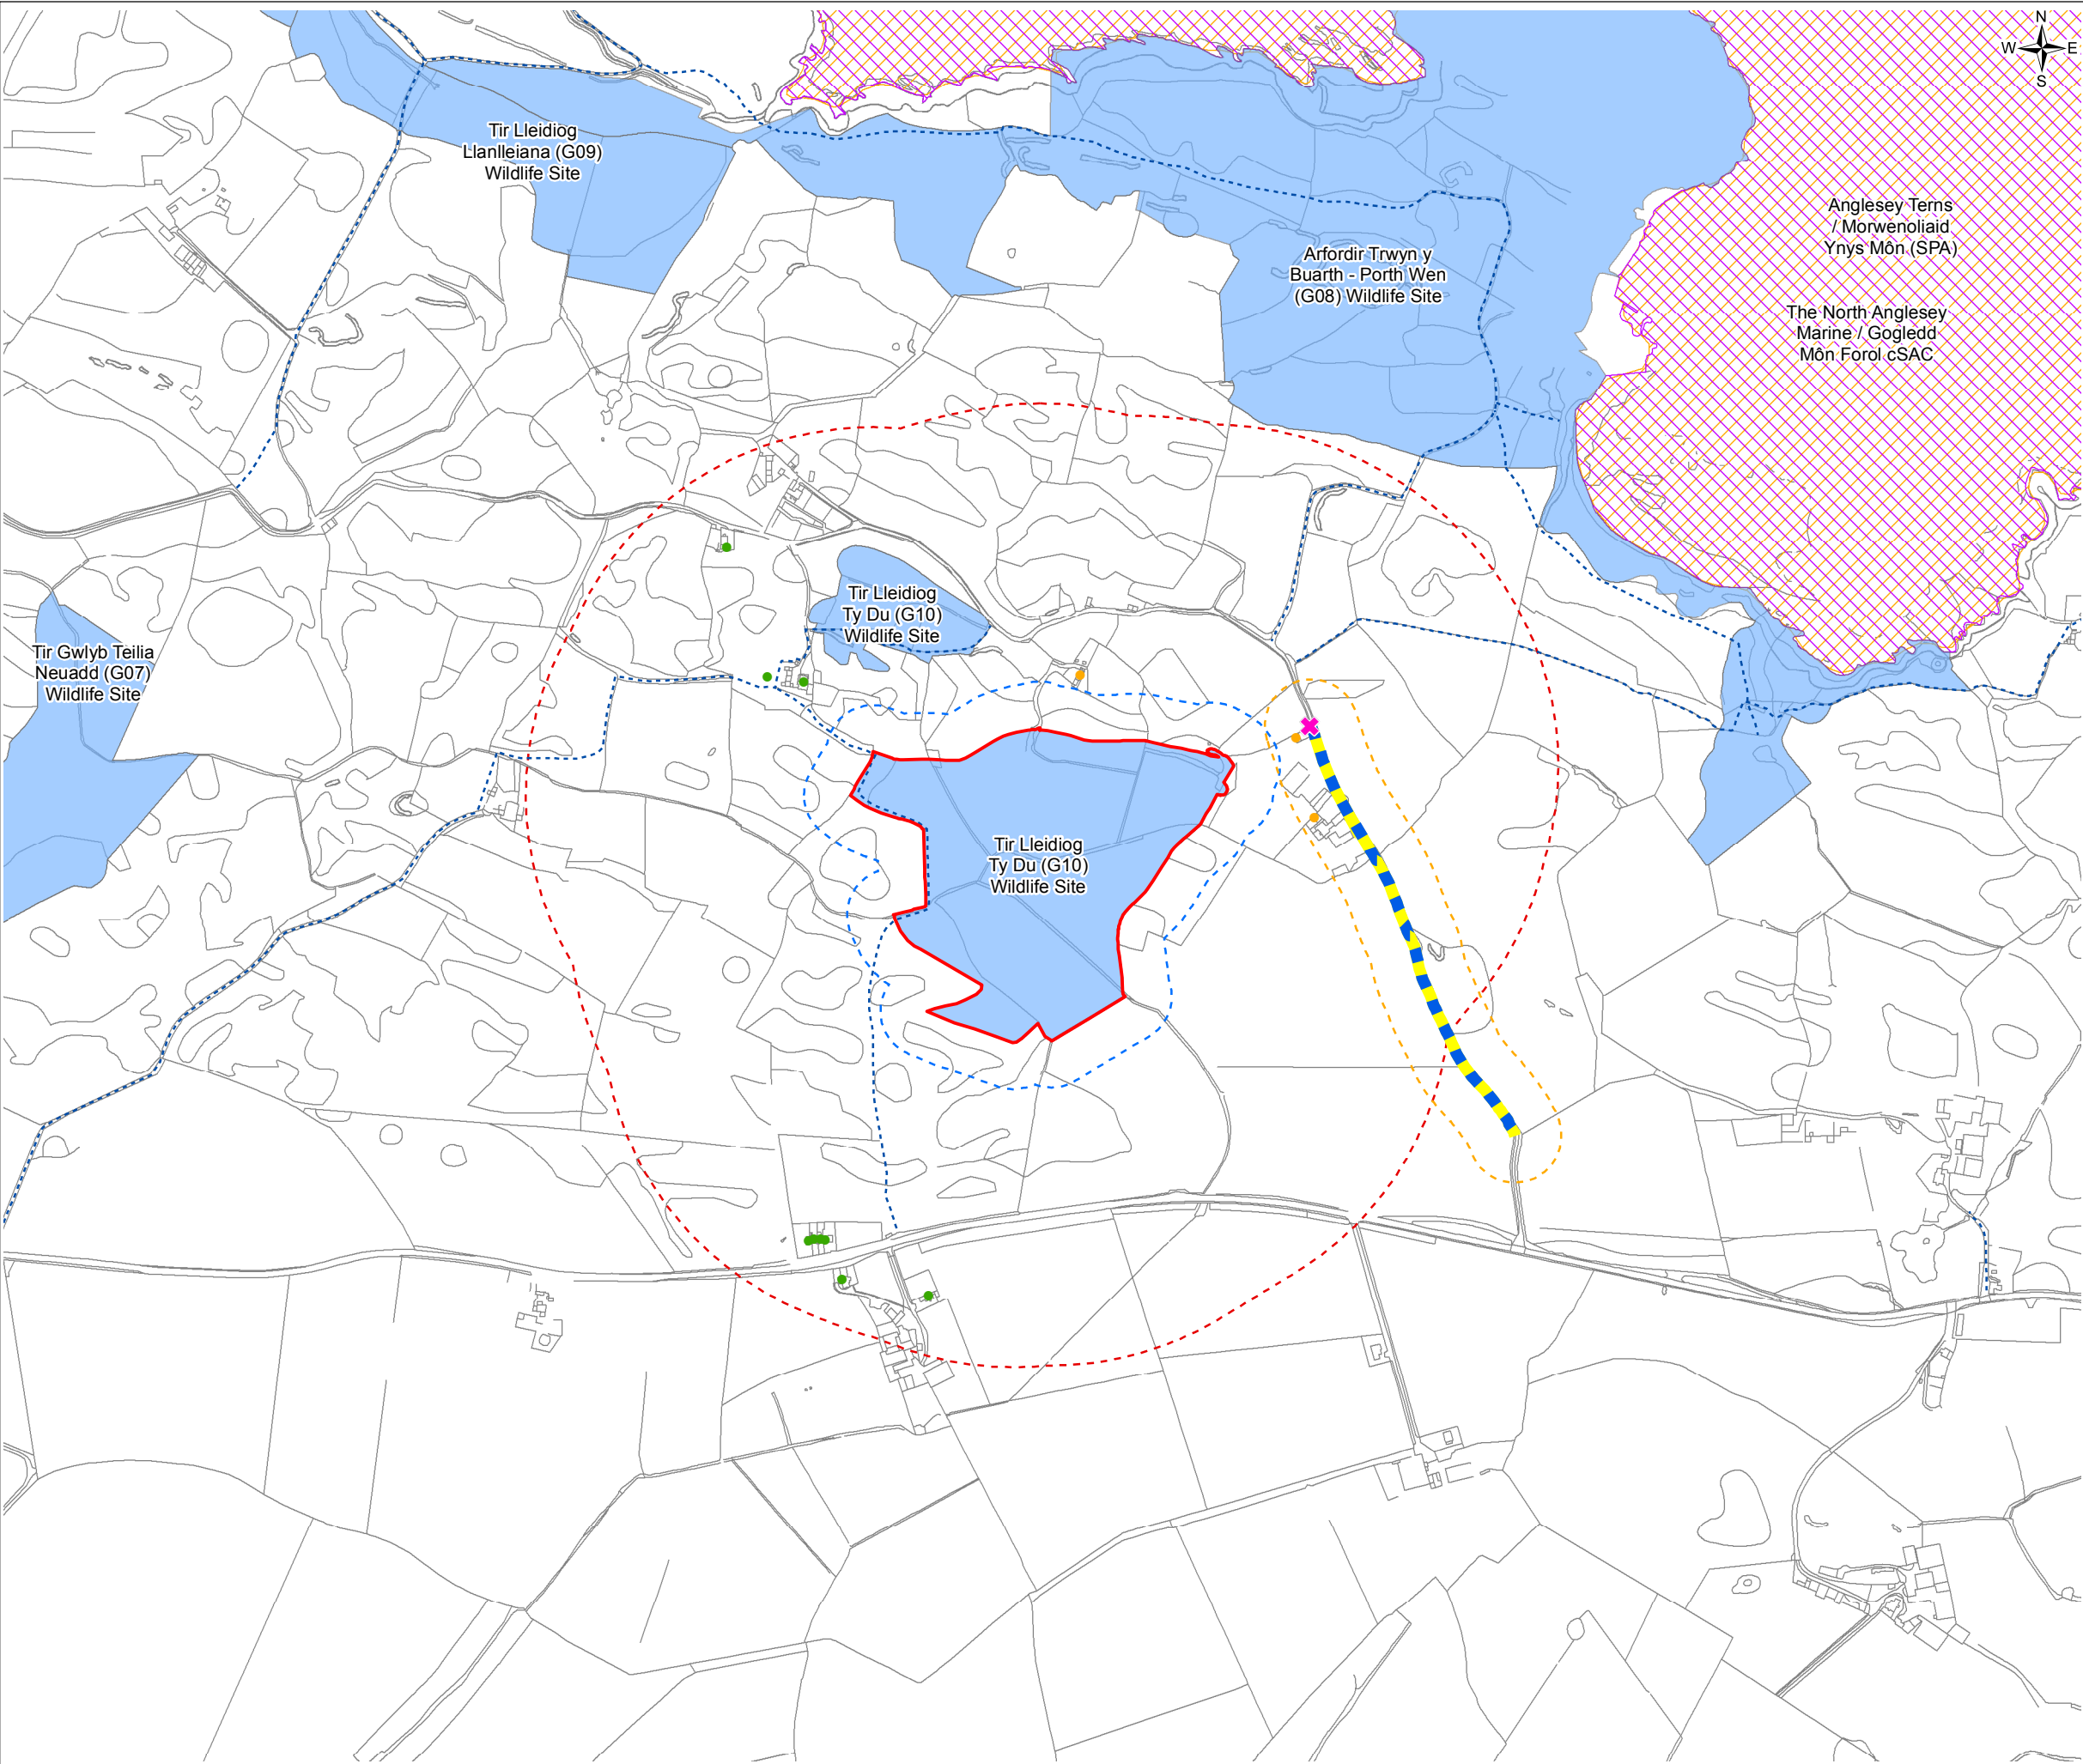 N
W E
S
Tir Lleidiog
Llanlleiana (G09)
Wildlife Site
Anglesey Terns
/ Morwenoliaid
Ynys Môn (SPA)
Arfordir Trwyn y
Buarth - Porth Wen
(G08) Wildlife Site
The North Anglesey
Marine / Gogledd
Môn Forol cSAC
Tir Lleidiog
Ty Du (G10)
Wildlife Site
Tir Gwlyb Teilia
Neuadd (G07)
Wildlife Site
Tir Lleidiog
Ty Du (G10)
Wildlife Site